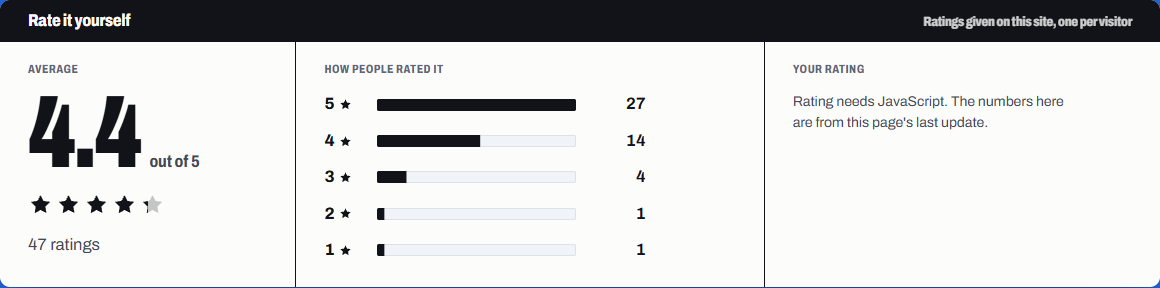 Rate it yourself
Ratings given on this site, one per visitor
AVERAGE
4.4 out of 5
47 ratings
HOW PEOPLE RATED IT
5 ★ 27
4 ★ 14
3 ★ 4
2 ★ 1
1 ★ 1
YOUR RATING
Rating needs JavaScript. The numbers here
are from this page's last update.